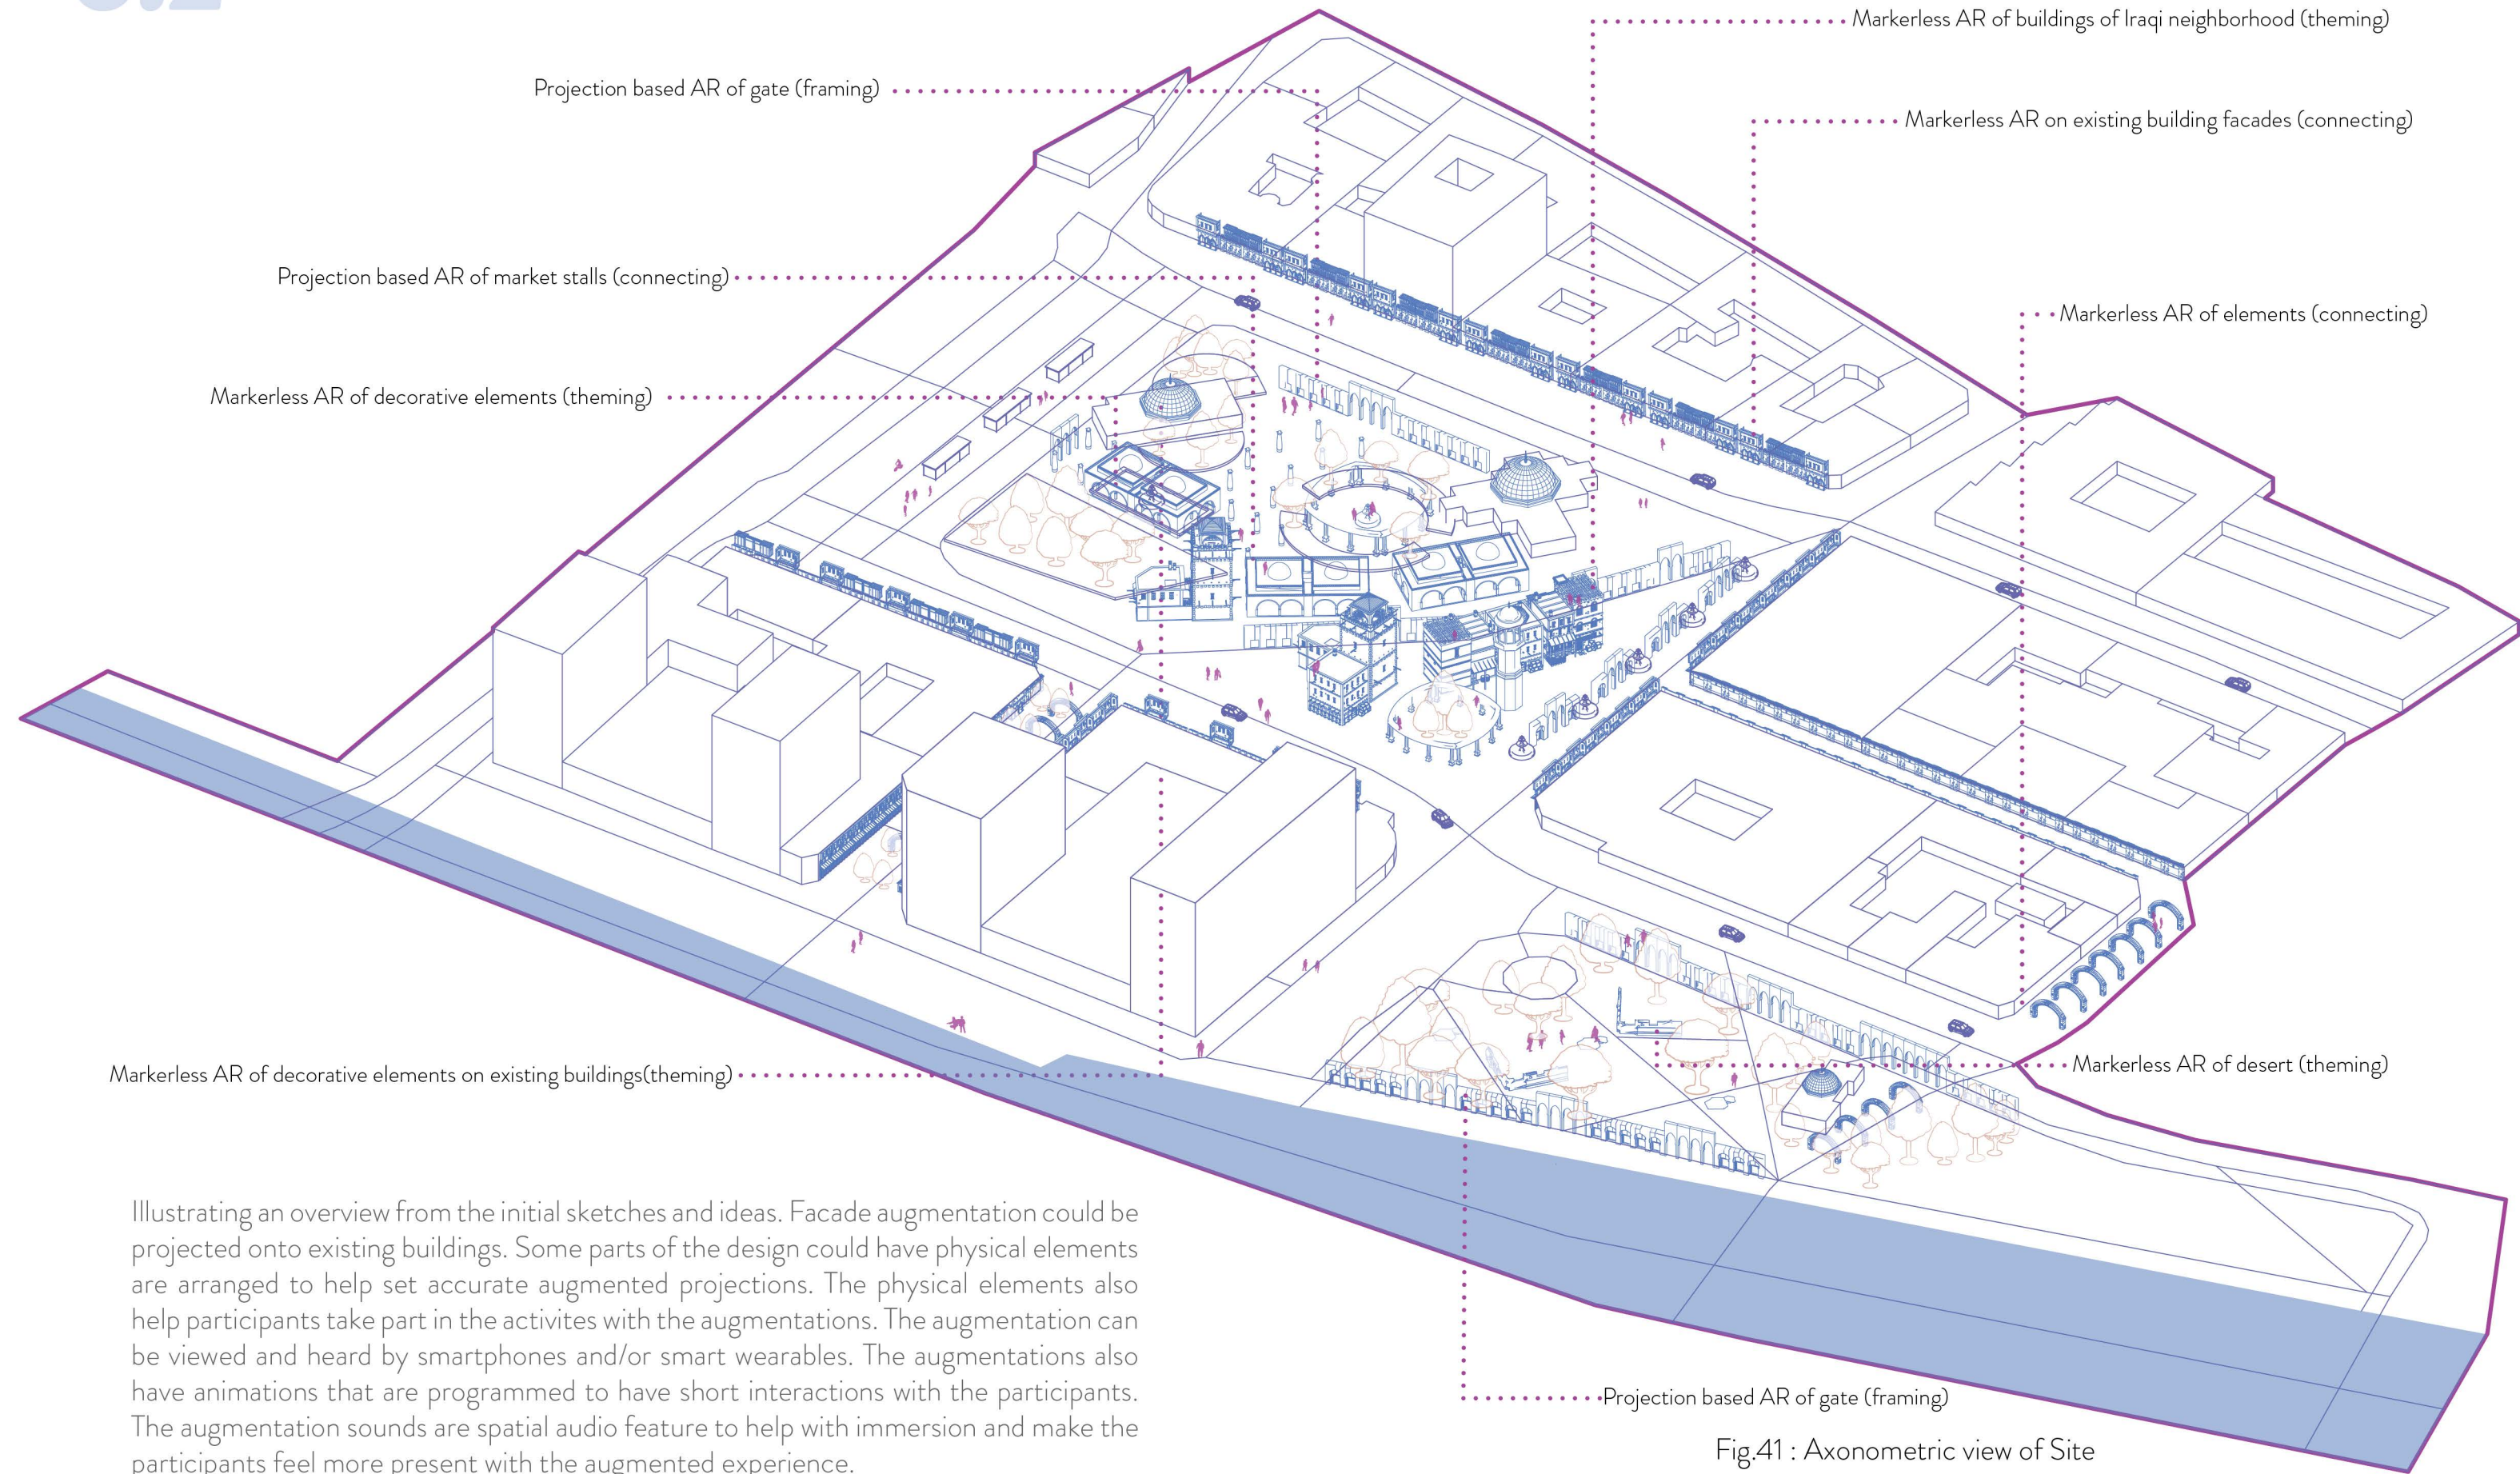 Markerless AR of buildings of Iraqi neighborhood (theming)
Projection based AR of gate (framing)
Markerless AR on existing building facades (connecting)
Projection based AR of market stalls (connecting)
Markerless AR of elements (connecting)
Markerless AR of decorative elements (theming)
Markerless AR of desert (theming)
Markerless AR of decorative elements on existing buildings(theming)
Illustrating an overview from the initial sketches and ideas. Facade augmentation could be
projected onto existing buildings. Some parts of the design could have physical elements
are arranged to help set accurate augmented projections. The physical elements also
help participants take part in the activites with the augmentations. The augmentation can
be viewed and heard by smartphones and/or smart wearables. The augmentations also
have animations that are programmed to have short interactions with the participants.
The augmentation sounds are spatial audio feature to help with immersion and make the
participants feel more present with the augmented experience.
Projection based AR of gate (framing)
Fig.41 : Axonometric view of Site